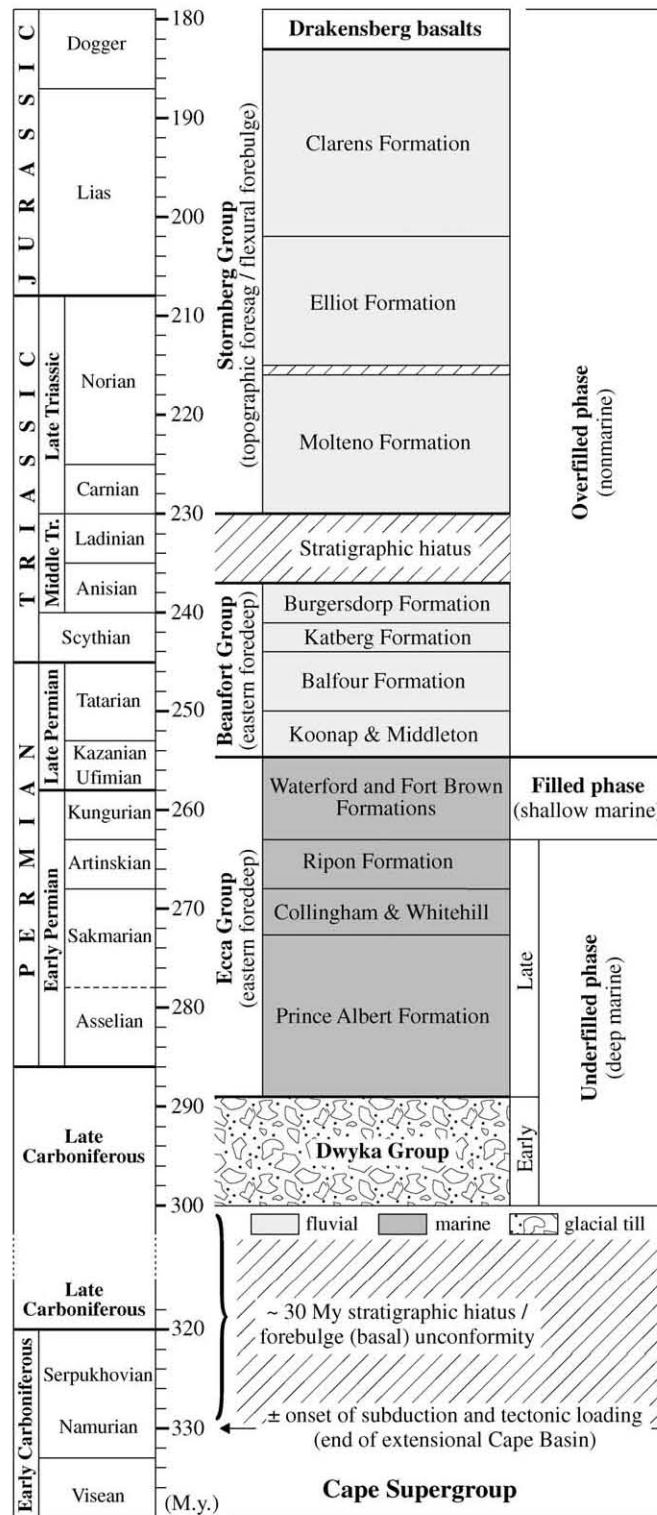 JURASSIC
Dogger
Lias
TRIASSIC
Late Triassic
Norian
Carnian
Middle Tr.
Ladinian
Anisian
Scythian
PERMIAN
Late Permian
Tatarian
Kazanian
Ufimian
Early Permian
Kungurian
Artinskian
Sakmarian
Asselian
Late
Carboniferous
Late
Carboniferous
Early Carboniferous
Serpukhovian
Namurian
Visean
180
190
200
210
220
230
240
250
260
270
280
290
300
320
330
(M.y.)
Stormberg Group
(topographic foresag / flexural forebulge)
Beaufort Group
(eastern foredeep)
Ecca Group
(eastern foredeep)
Drakensberg basalts
Clarens Formation
Elliot Formation
Molteno Formation
Stratigraphic hiatus
Burgersdorp Formation
Katberg Formation
Balfour Formation
Koonap & Middleton
Waterford and Fort Brown
Formations
Ripon Formation
Collingham & Whitehill
Prince Albert Formation
Dwyka Group
Overfilled phase
(nonmarine)
Filled phase
(shallow marine)
Late
Early
Underfilled phase
(deep marine)
fluvial
marine
glacial till
~ 30 My stratigraphic hiatus /
forebulge (basal) unconformity
± onset of subduction and tectonic loading
(end of extensional Cape Basin)
Cape Supergroup